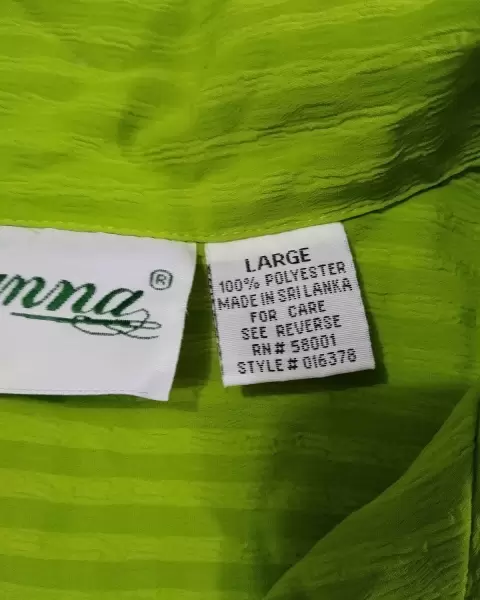 nna®
LARGE
100% POLYESTER
MADE IN SRI LANKA
FOR CARE
SEE REVERSE
RN# 58001
STYLE# 016378